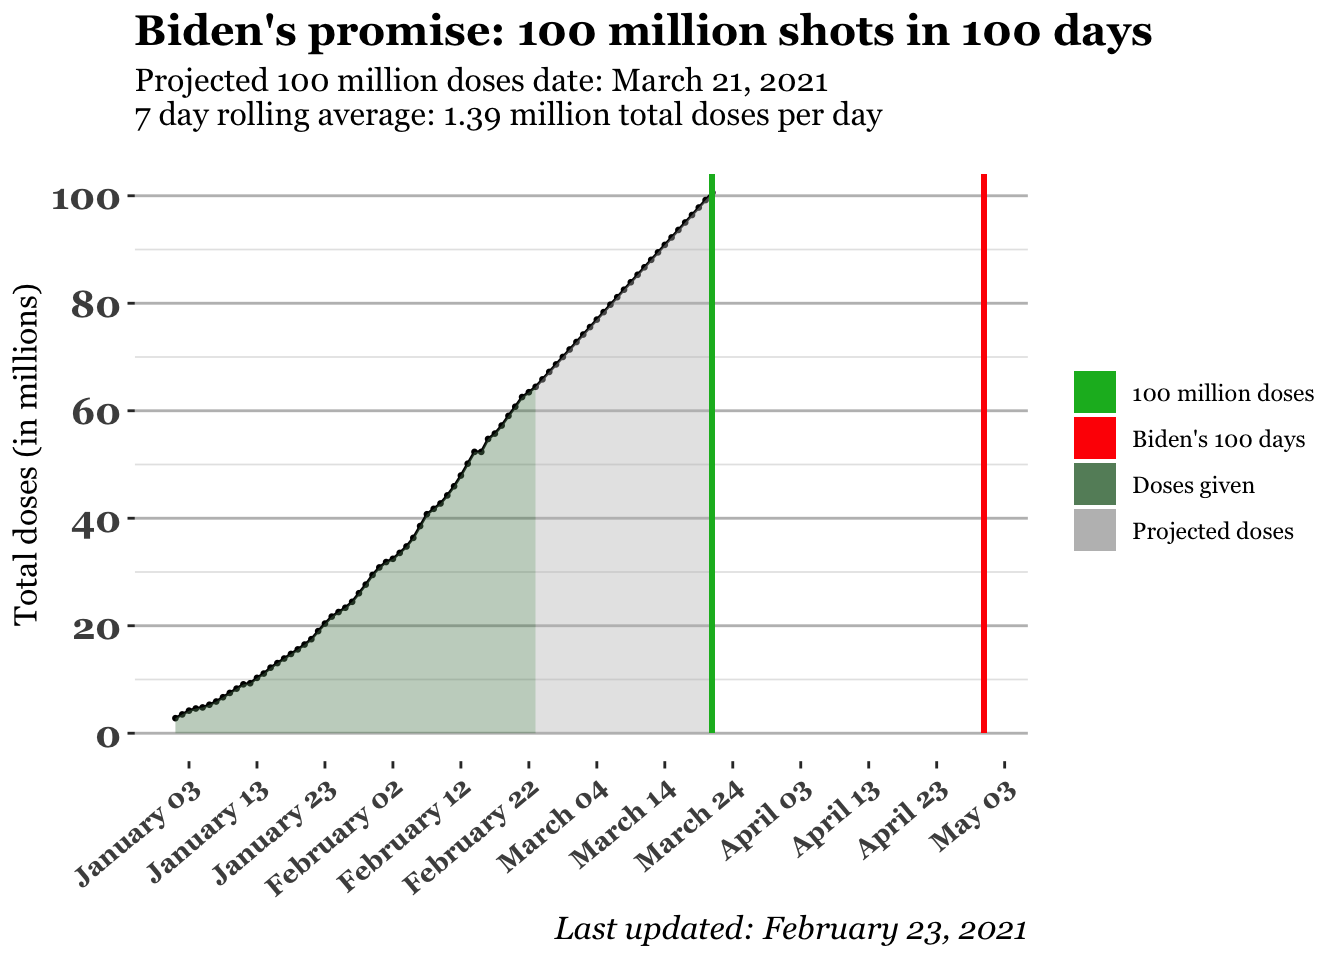 Biden's promise: 100 million shots in 100 days
Projected 100 million doses date: March 21, 2021
7 day rolling average: 1.39 million total doses per day
Total doses (in millions)
100
80
60
40
20
0
January 03
January 13
January 23
February 02
February 12
February 22
March 04
March 14
March 24
April 03
April 13
April 23
May 03
100 million doses
Biden's 100 days
Doses given
Projected doses
Last updated: February 23, 2021